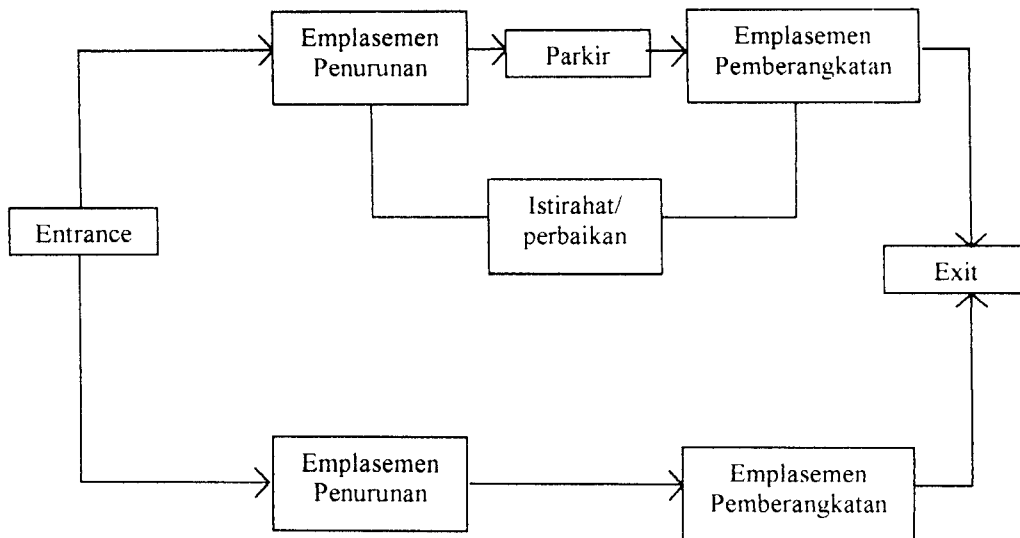 Emplasemen
Penurunan
Parkir
Emplasemen
Pemberangkatan
Istirahat/
perbaikan
Entrance
Exit
Emplasemen
Penurunan
Emplasemen
Pemberangkatan